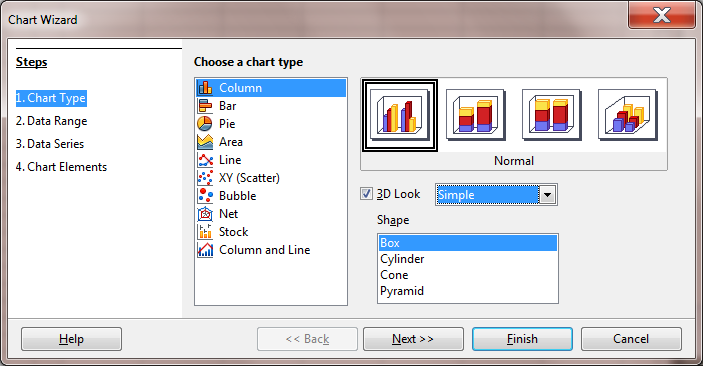 Chart Wizard
Steps
1. Chart Type
2. Data Range
3. Data Series
4. Chart Elements
Choose a chart type
Column
Bar
Pie
Area
Line
XY (Scatter)
Bubble
Net
Stock
Column and Line
Normal
3D Look
Simple
Shape
Box
Cylinder
Cone
Pyramid
Help
<< Back
Next >>
Finish
Cancel